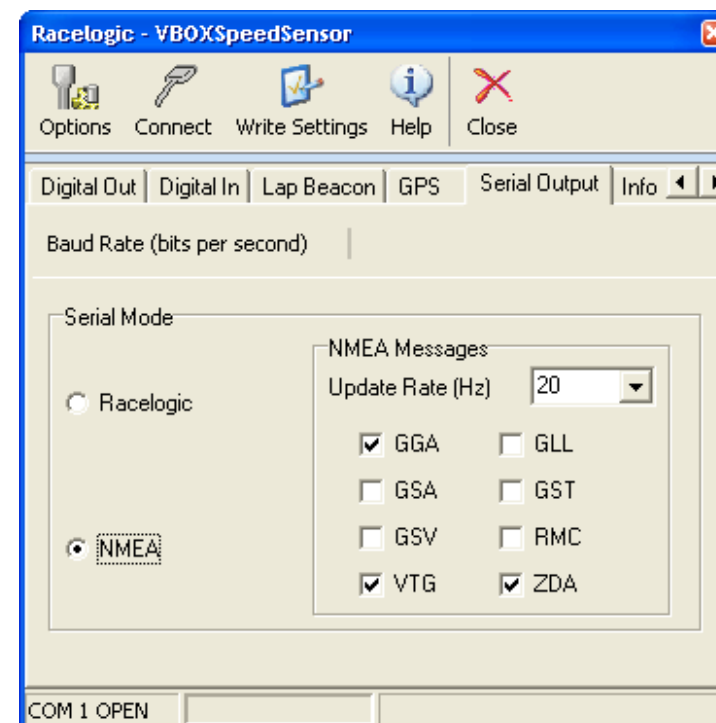 Racelogic - VBOXSpeedSensor
Options Connect Write Settings Help Close
Digital Out Digital In Lap Beacon GPS Serial Output Info
Baud Rate (bits per second)
Serial Mode
NMEA Messages
Update Rate (Hz) 20
Racelogic
GGA GLL
GSA GST
GSV RMC
NMEA
VTG ZDA
COM 1 OPEN